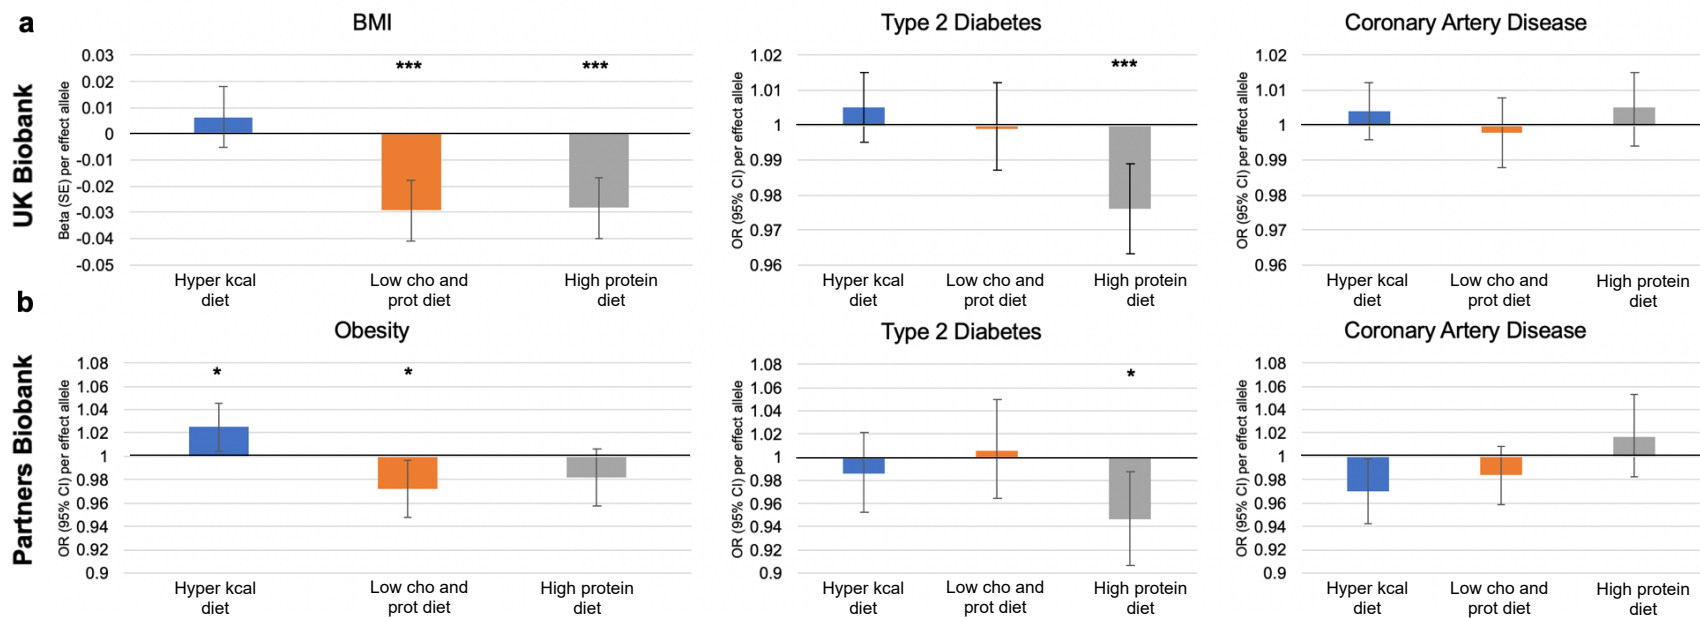 a
BMI
Type 2 Diabetes
Coronary Artery Disease
UK Biobank
Beta (SE) per effect allele
0.03
0.02
0.01
0
-0.01
-0.02
-0.03
-0.04
-0.05
***
***
Hyper kcal
diet
Low cho and
prot diet
High protein
diet
OR (95% CI) per effect allele
1.02
1.01
1
0.99
0.98
0.97
0.96
***
Hyper kcal
diet
Low cho and
prot diet
High protein
diet
OR (95% CI) per effect allele
1.02
1.01
1
0.99
0.98
0.97
0.96
Hyper kcal
diet
Low cho and
prot diet
High protein
diet
b
Obesity
Type 2 Diabetes
Coronary Artery Disease
Partners Biobank
OR (95% CI) per effect allele
1.08
1.06
1.04
1.02
1
0.98
0.96
0.94
0.92
0.9
*
*
Hyper kcal
diet
Low cho and
prot diet
High protein
diet
OR (95% CI) per effect allele
1.08
1.06
1.04
1.02
1
0.98
0.96
0.94
0.92
0.9
*
Hyper kcal
diet
Low cho and
prot diet
High protein
diet
OR (95% CI) per effect allele
1.08
1.06
1.04
1.02
1
0.98
0.96
0.94
0.92
0.9
Hyper kcal
diet
Low cho and
prot diet
High protein
diet